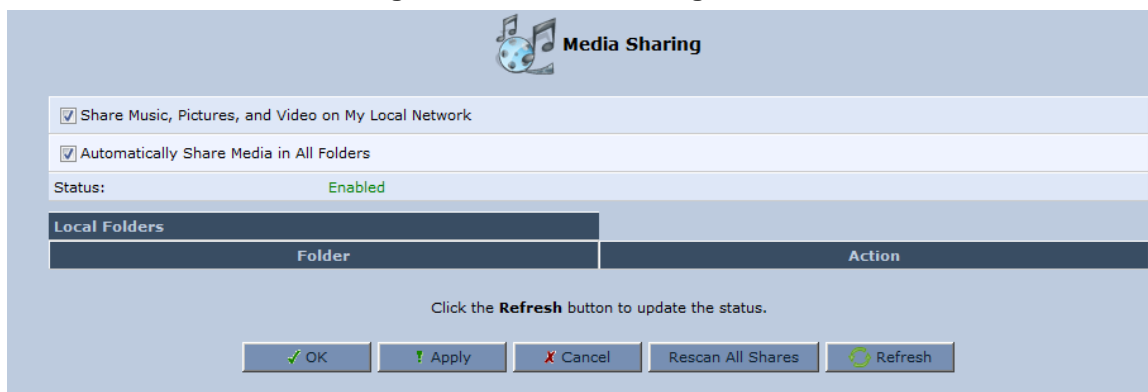 Media Sharing
Share Music, Pictures, and Video on My Local Network
Automatically Share Media in All Folders
Status: Enabled
Local Folders
Folder Action
Click the Refresh button to update the status.
OK Apply Cancel Rescan All Shares Refresh